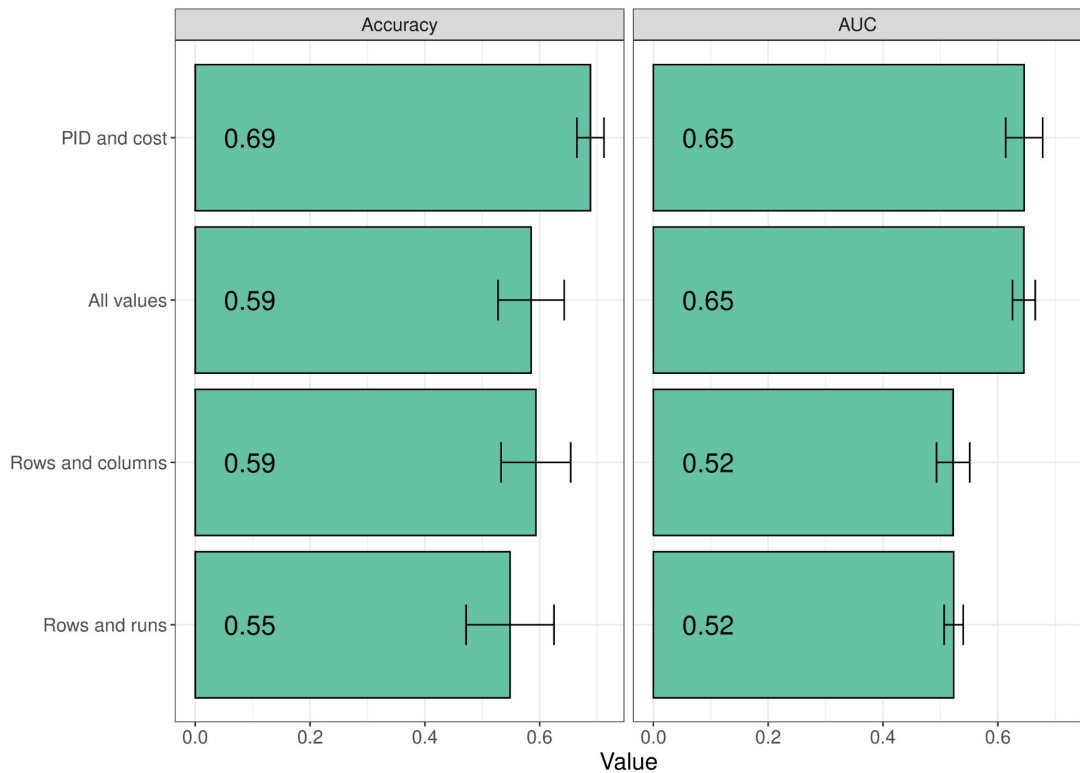 Accuracy
AUC
PID and cost
0.69
0.65
All values
0.59
0.65
Rows and columns
0.59
0.52
Rows and runs
0.55
0.52
0.0 0.2 0.4 0.6
0.0 0.2 0.4 0.6
Value